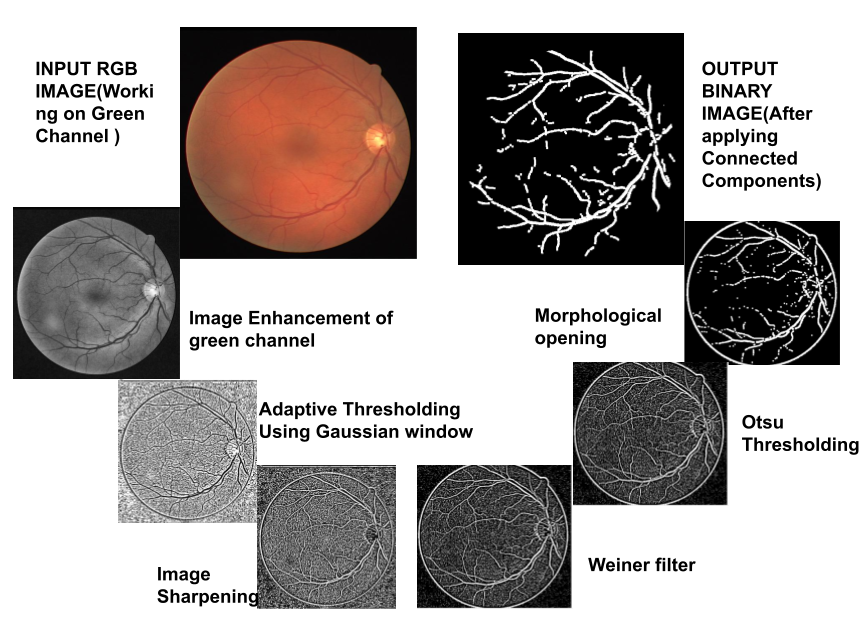 INPUT RGB
IMAGE(Worki
ng on Green
Channel )
Image Enhancement of
green channel
Adaptive Thresholding
Using Gaussian window
Image
Sharpening
Weiner filter
Otsu
Thresholding
Morphological
opening
OUTPUT
BINARY
IMAGE(After
applying
Connected
Components)